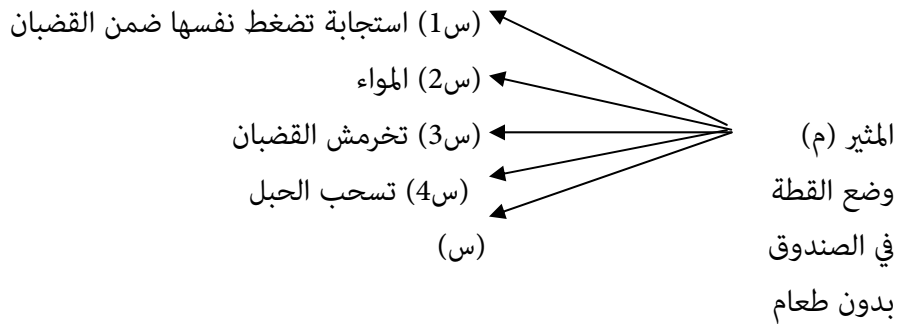 (س1) استجابة تضغط نفسها ضمن القضبان
(س2) المواء
(س3) تخرمش القضبان
(س4) تسحب الحبل
(س)
المثير (م)
وضع القطة
في الصندوق
بدون طعام